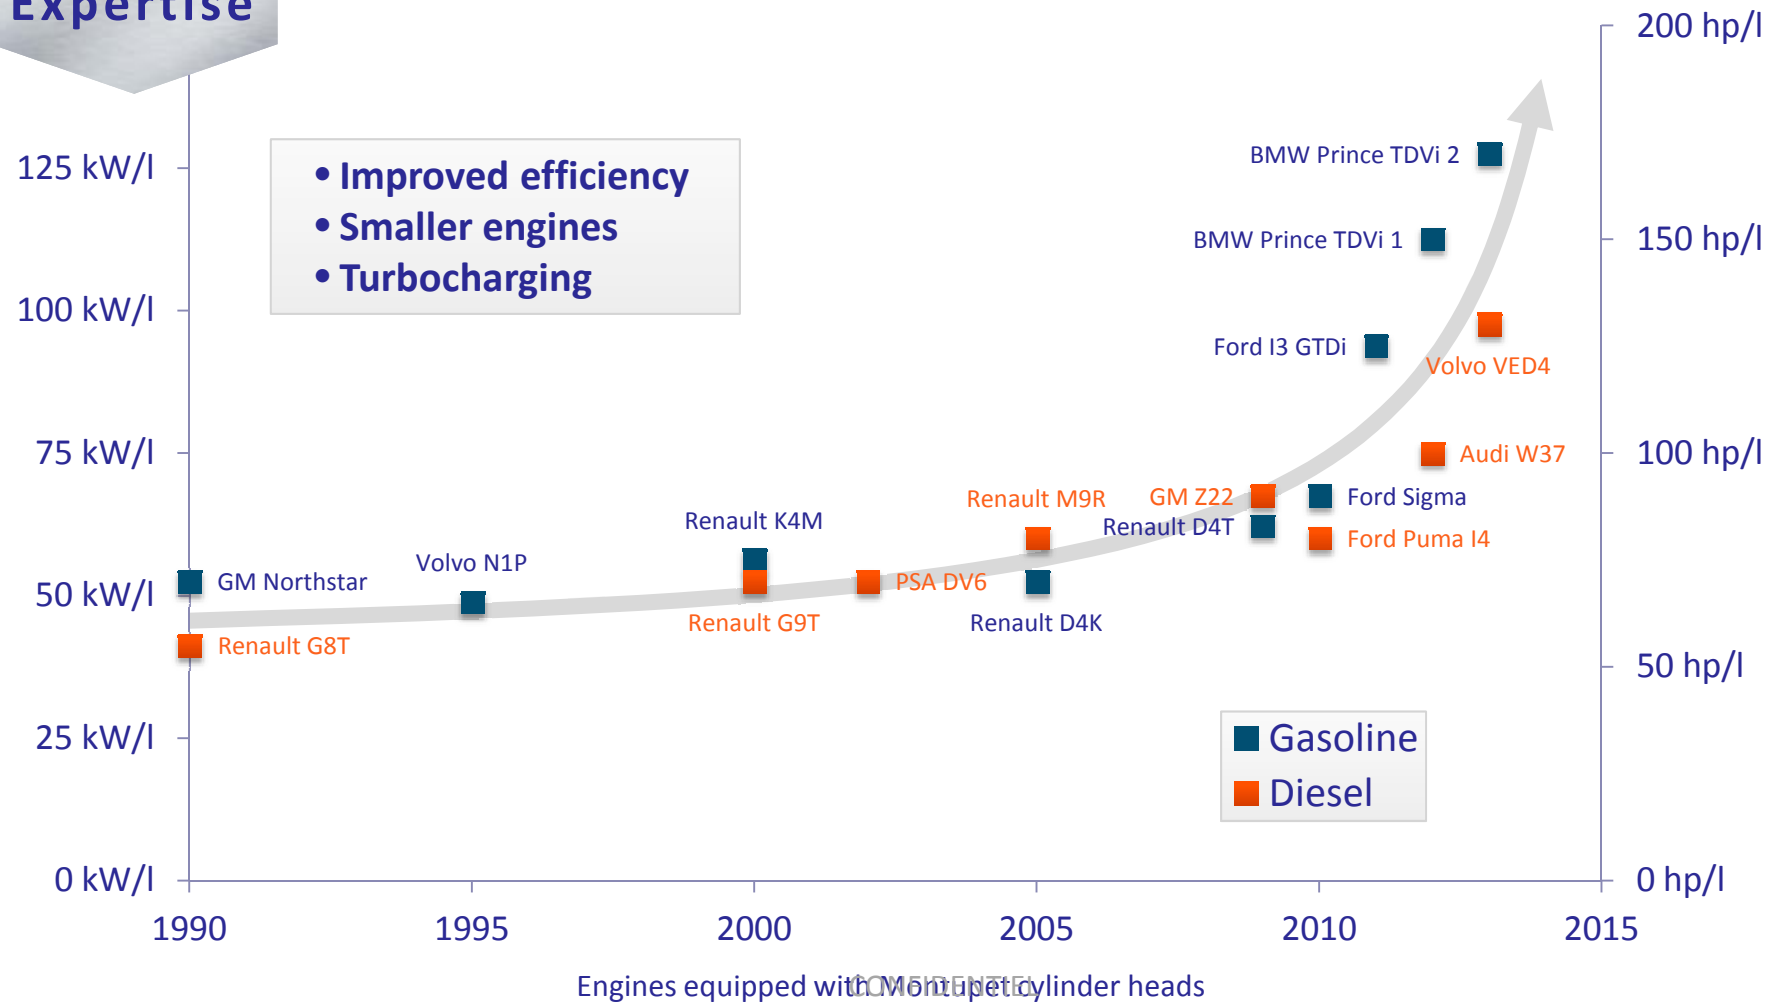 Expertise
200 hp/l
125 kW/l
• Improved efficiency
• Smaller engines
• Turbocharging
BMW Prince TDVi 2
BMW Prince TDVi 1
150 hp/l
100 kW/l
Ford I3 GTDi
Volvo VED4
75 kW/l
Audi W37
100 hp/l
Renault M9R
GM Z22
Ford Sigma
Renault K4M
Renault D4T
Ford Puma I4
Volvo N1P
GM Northstar
PSA DV6
50 kW/l
Renault G9T
Renault D4K
Renault G8T
50 hp/l
25 kW/l
Gasoline
Diesel
0 kW/l
0 hp/l
1990 1995 2000 2005 2010 2015
Engines equipped with Montupet cylinder heads
CONFIDENTIEL